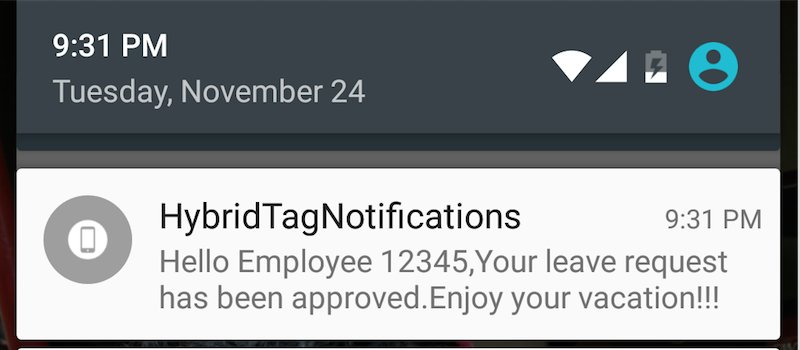 9:31 PM
Tuesday, November 24
HybridTagNotifications
9:31 PM
Hello Employee 12345,Your leave request
has been approved.Enjoy your vacation!!!